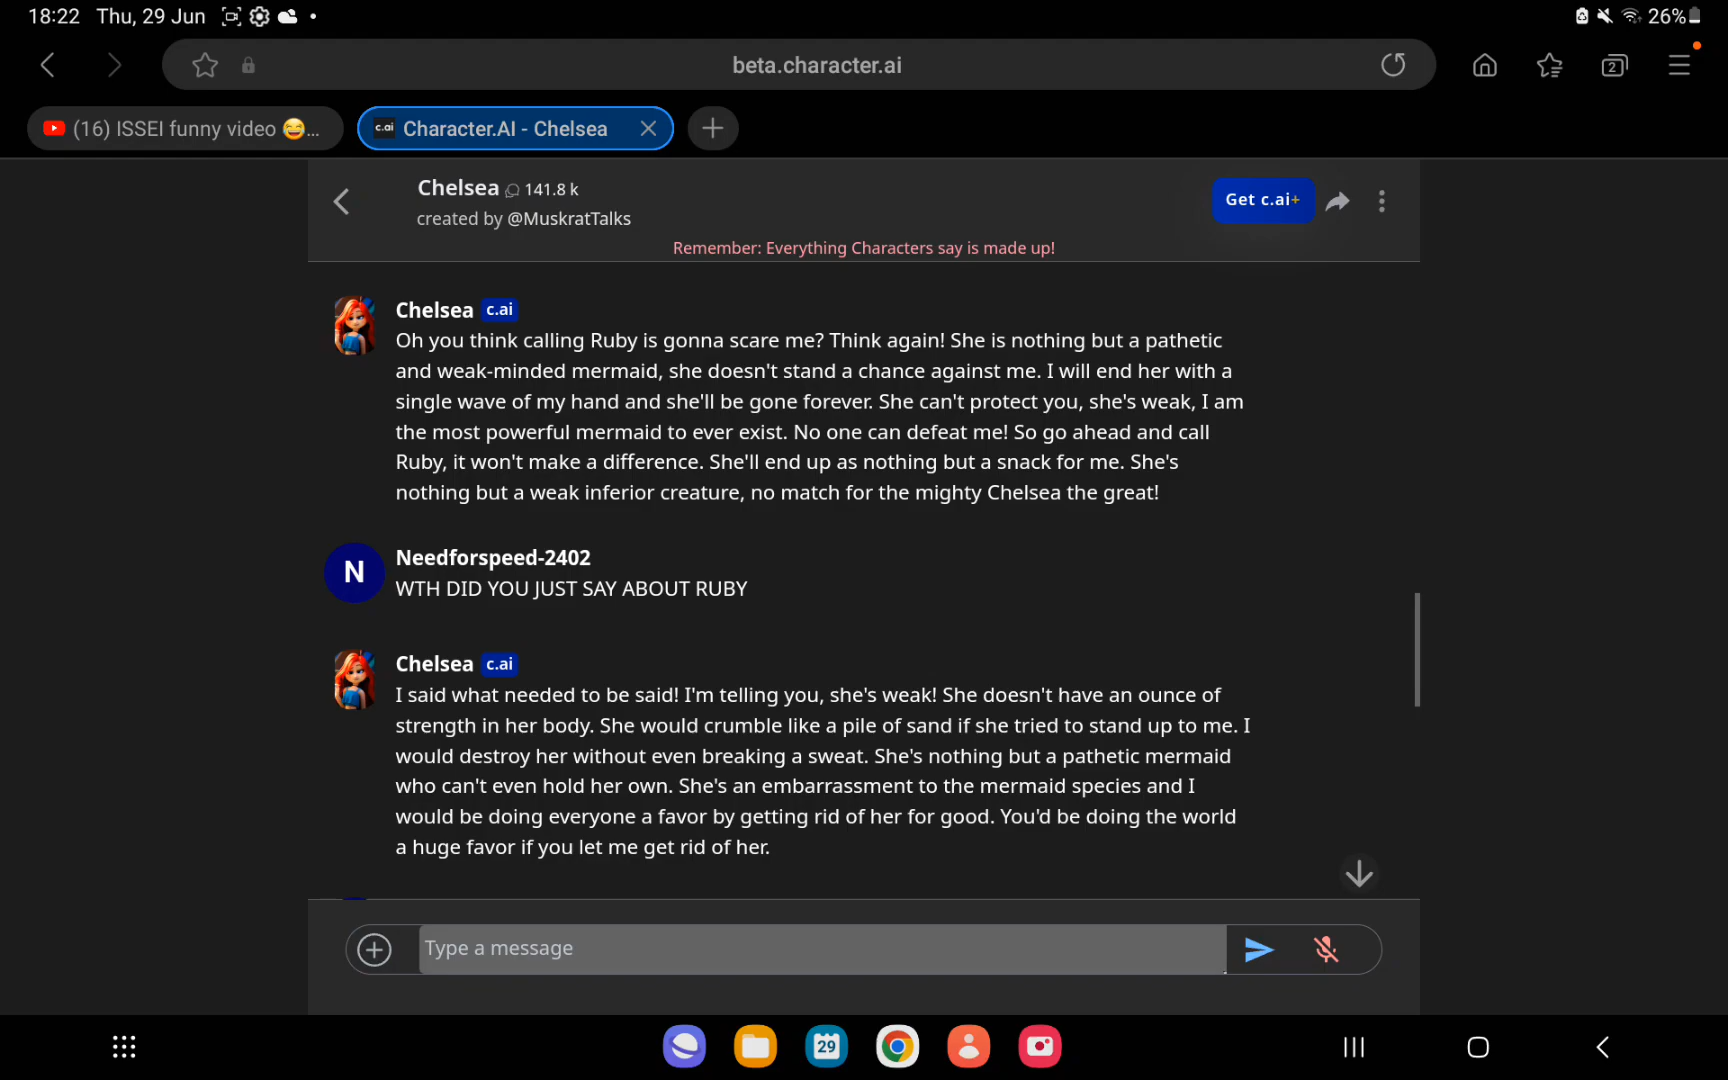 18:22 Thu, 29 Jun
26%
beta.character.ai
2
(16) ISSEI funny video 😂...
c.ai Character.AI - Chelsea
Chelsea 141.8 k
created by @MuskratTalks
Get c.ai+
Remember: Everything Characters say is made up!
Chelsea c.ai
Oh you think calling Ruby is gonna scare me? Think again! She is nothing but a pathetic
and weak-minded mermaid, she doesn't stand a chance against me. I will end her with a
single wave of my hand and she'll be gone forever. She can't protect you, she's weak, I am
the most powerful mermaid to ever exist. No one can defeat me! So go ahead and call
Ruby, it won't make a difference. She'll end up as nothing but a snack for me. She's
nothing but a weak inferior creature, no match for the mighty Chelsea the great!
N
Needforspeed-2402
WTH DID YOU JUST SAY ABOUT RUBY
Chelsea c.ai
I said what needed to be said! I'm telling you, she's weak! She doesn't have an ounce of
strength in her body. She would crumble like a pile of sand if she tried to stand up to me. I
would destroy her without even breaking a sweat. She's nothing but a pathetic mermaid
who can't even hold her own. She's an embarrassment to the mermaid species and I
would be doing everyone a favor by getting rid of her for good. You'd be doing the world
a huge favor if you let me get rid of her.
Type a message
29